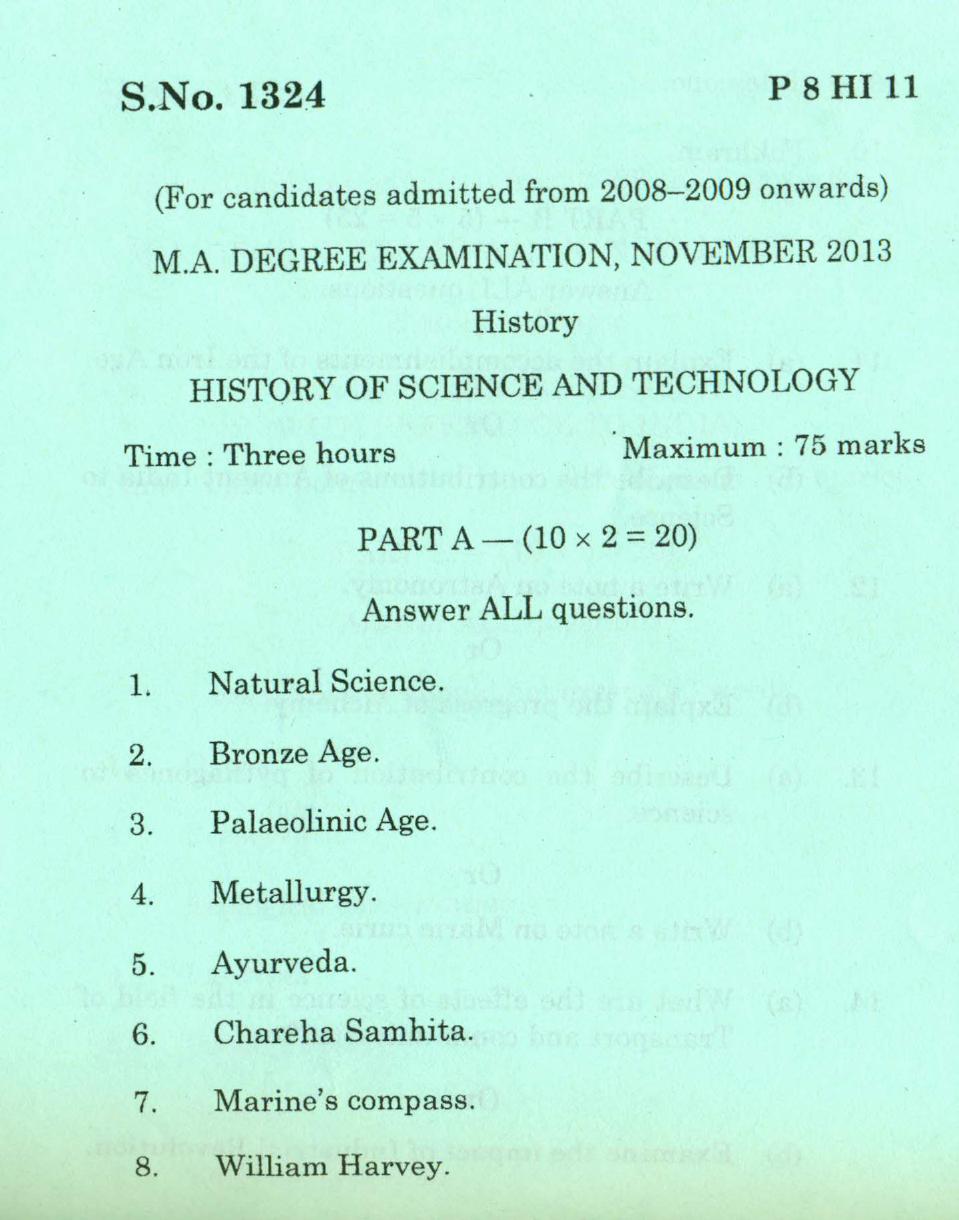 S.No. 1324
P 8 HI 11
(For candidates admitted from 2008–2009 onwards)
M.A. DEGREE EXAMINATION, NOVEMBER 2013
History
HISTORY OF SCIENCE AND TECHNOLOGY
Time : Three hours
Maximum : 75 marks
PART A — (10 × 2 = 20)
Answer ALL questions.
1. Natural Science.
2. Bronze Age.
3. Palaeolinic Age.
4. Metallurgy.
5. Ayurveda.
6. Chareha Samhita.
7. Marine's compass.
8. William Harvey.